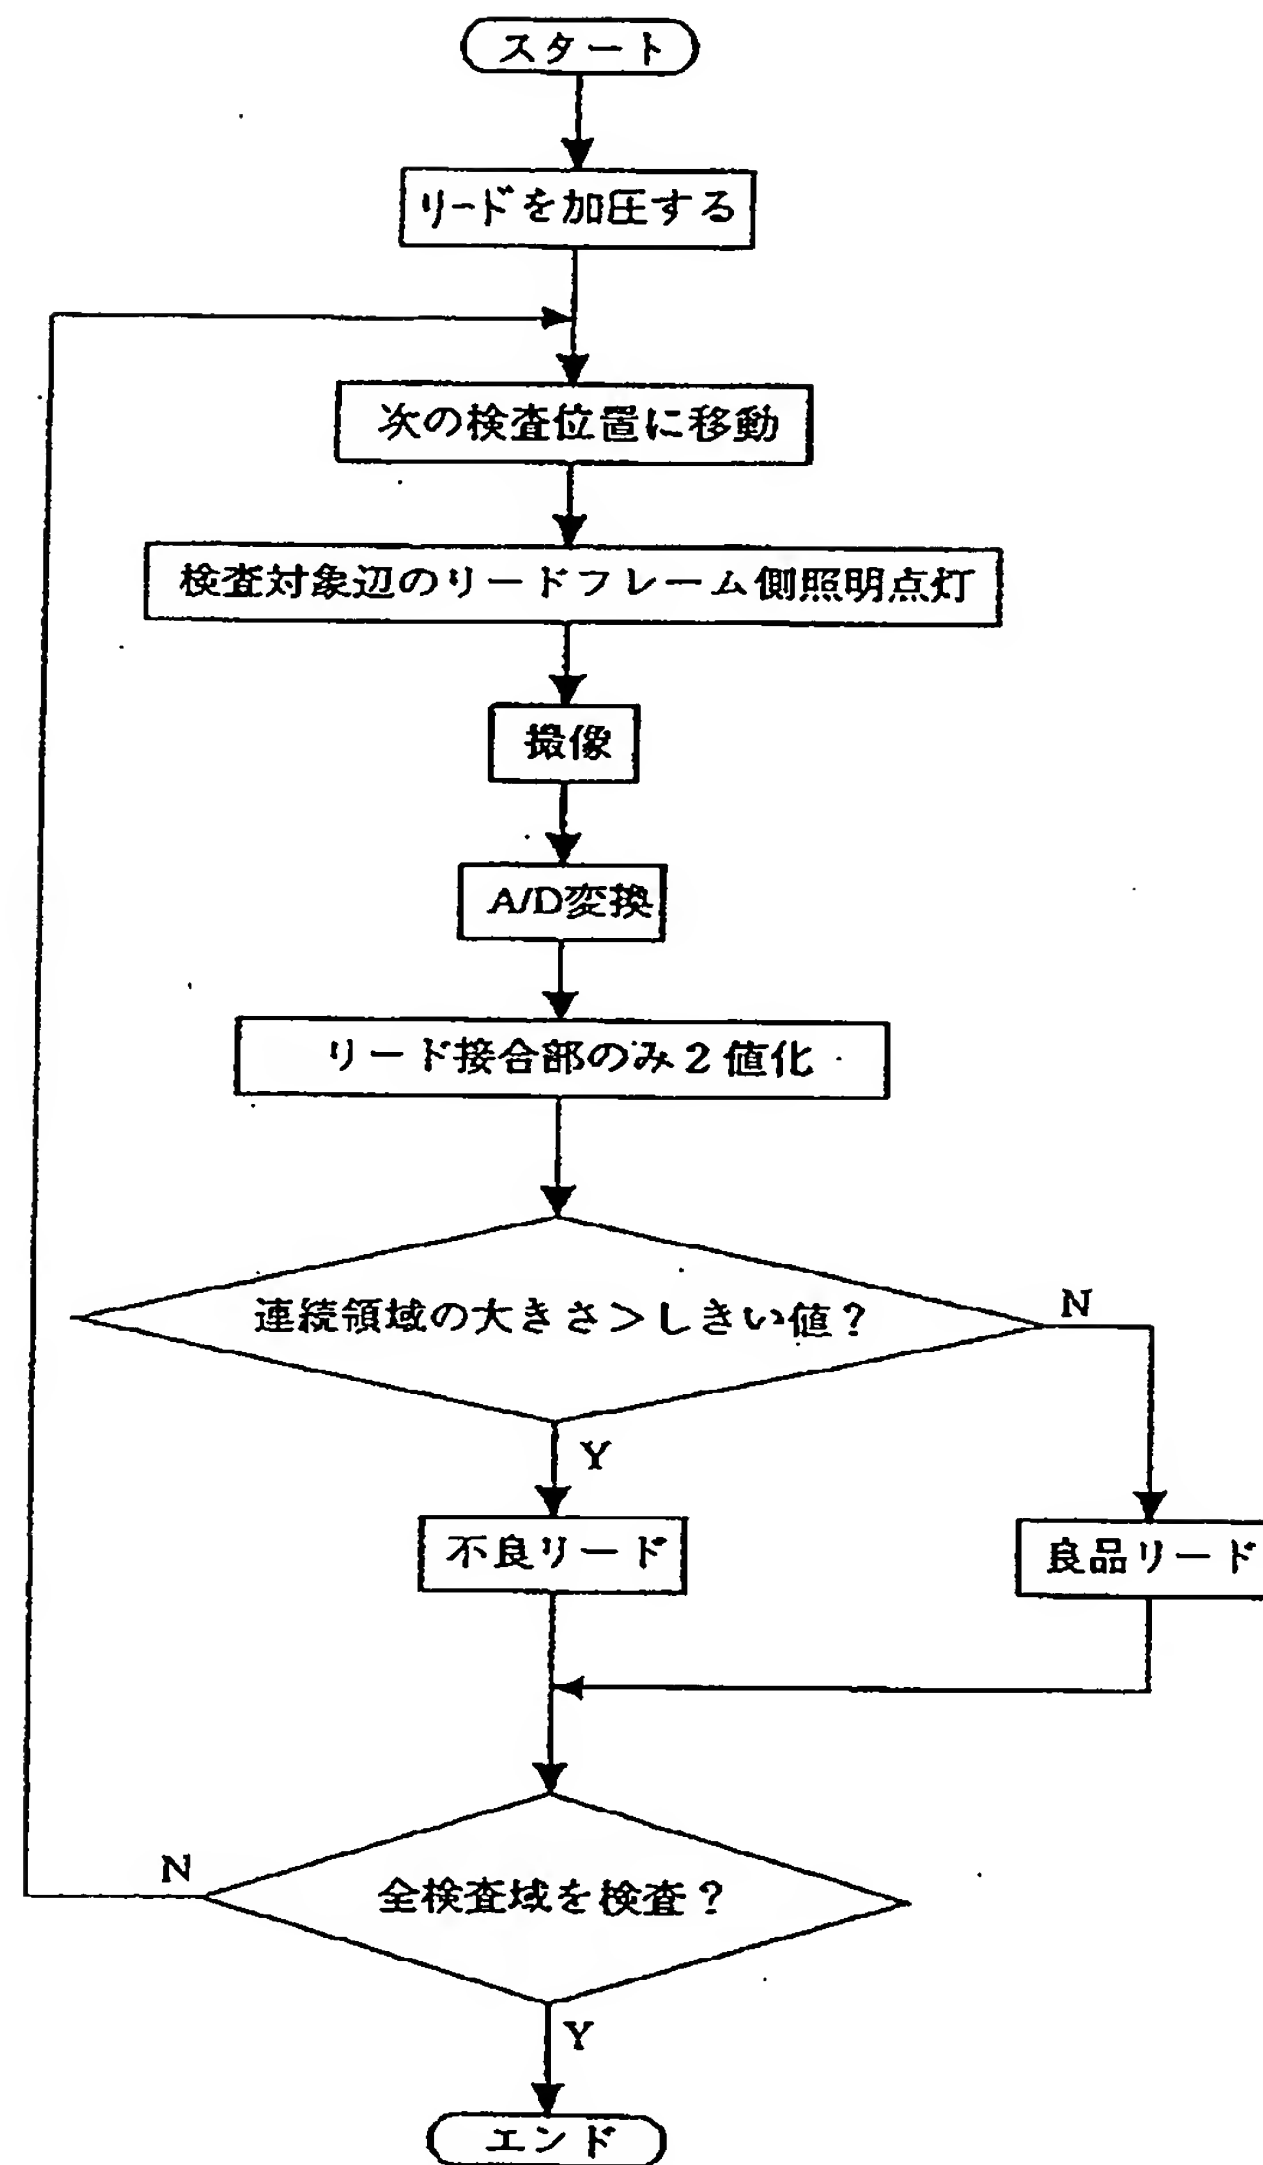 スタート
リードを加圧する
次の検査位置に移動
検査対象辺のリードフレーム側照明点灯
撮像
A/D変換
リード接合部のみ2値化
連続領域の大きさ>しきい値?
N
Y
不良リード
良品リード
N
全検査域を検査?
Y
エンド